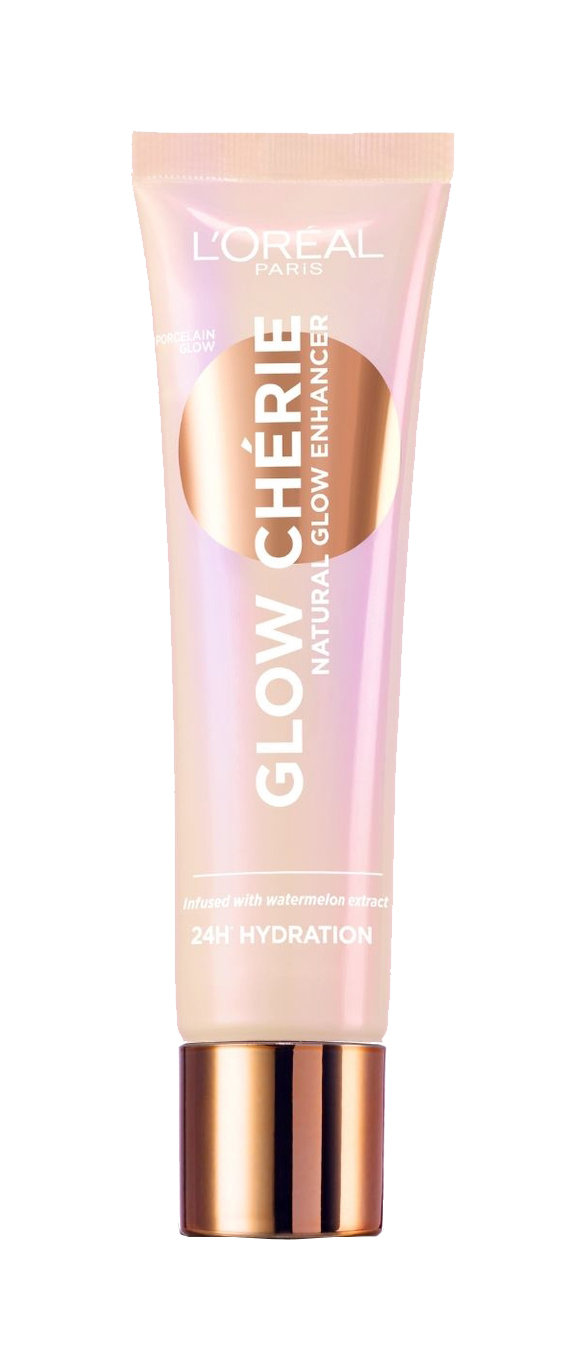 L'ORÉAL
PARIS
PORCELAIN
GLOW
GLOW CHÉRIE
NATURAL GLOW ENHANCER
Infused with watermelon extract
24H* HYDRATION